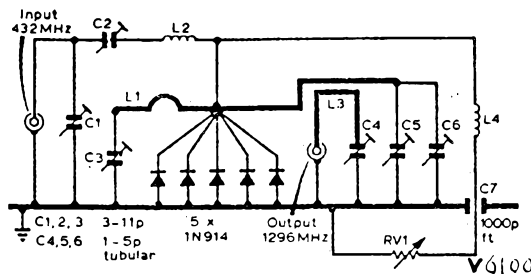 Input
432MHz
C2
L2
L1
L3
C1
C3
C4
C5
C6
L4
C7
C1, 2, 3
3-11p
5 x
Output
1000p
C4,5,6
1-5p
1N914
1296MHz
ft
tubular
RV1
V6100